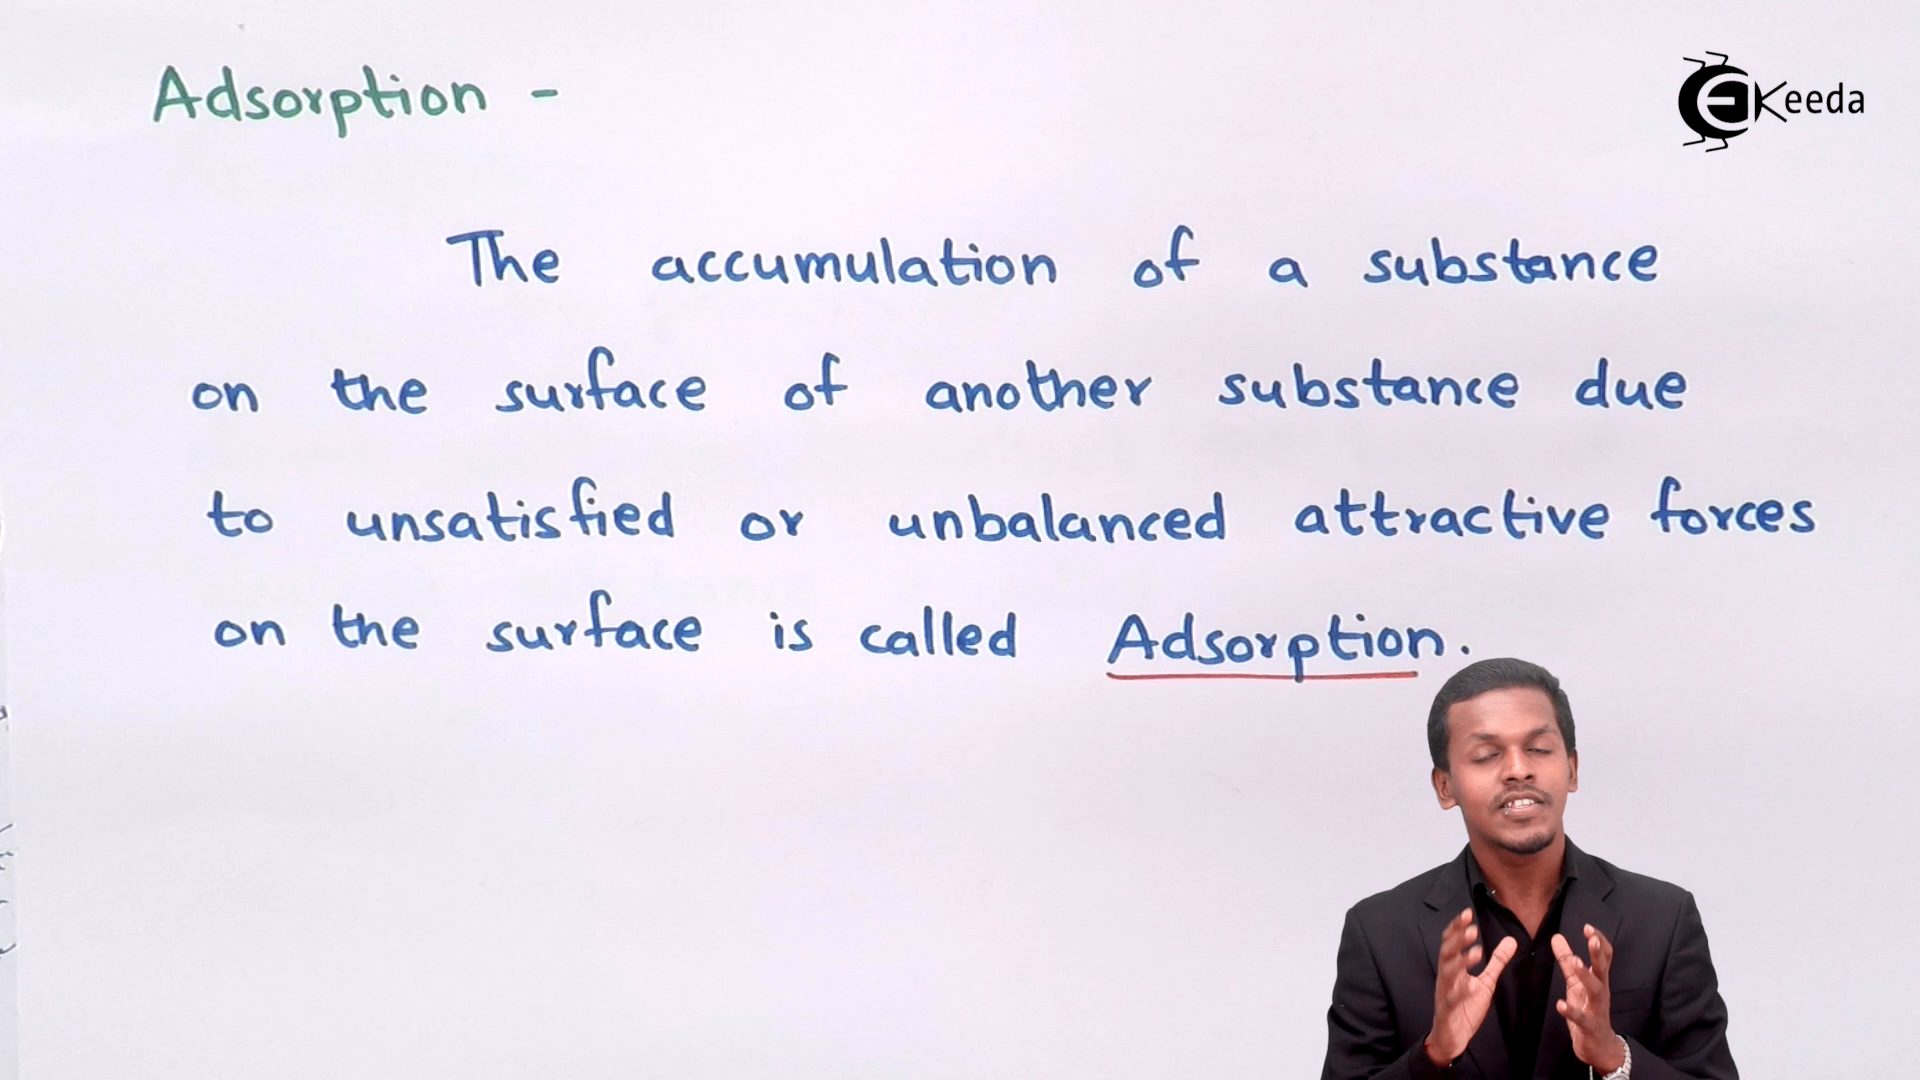 Adsorption -
EKeeda
The accumulation of a substance
on the surface of another substance due
to unsatisfied or unbalanced attractive forces
on the surface is called Adsorption.